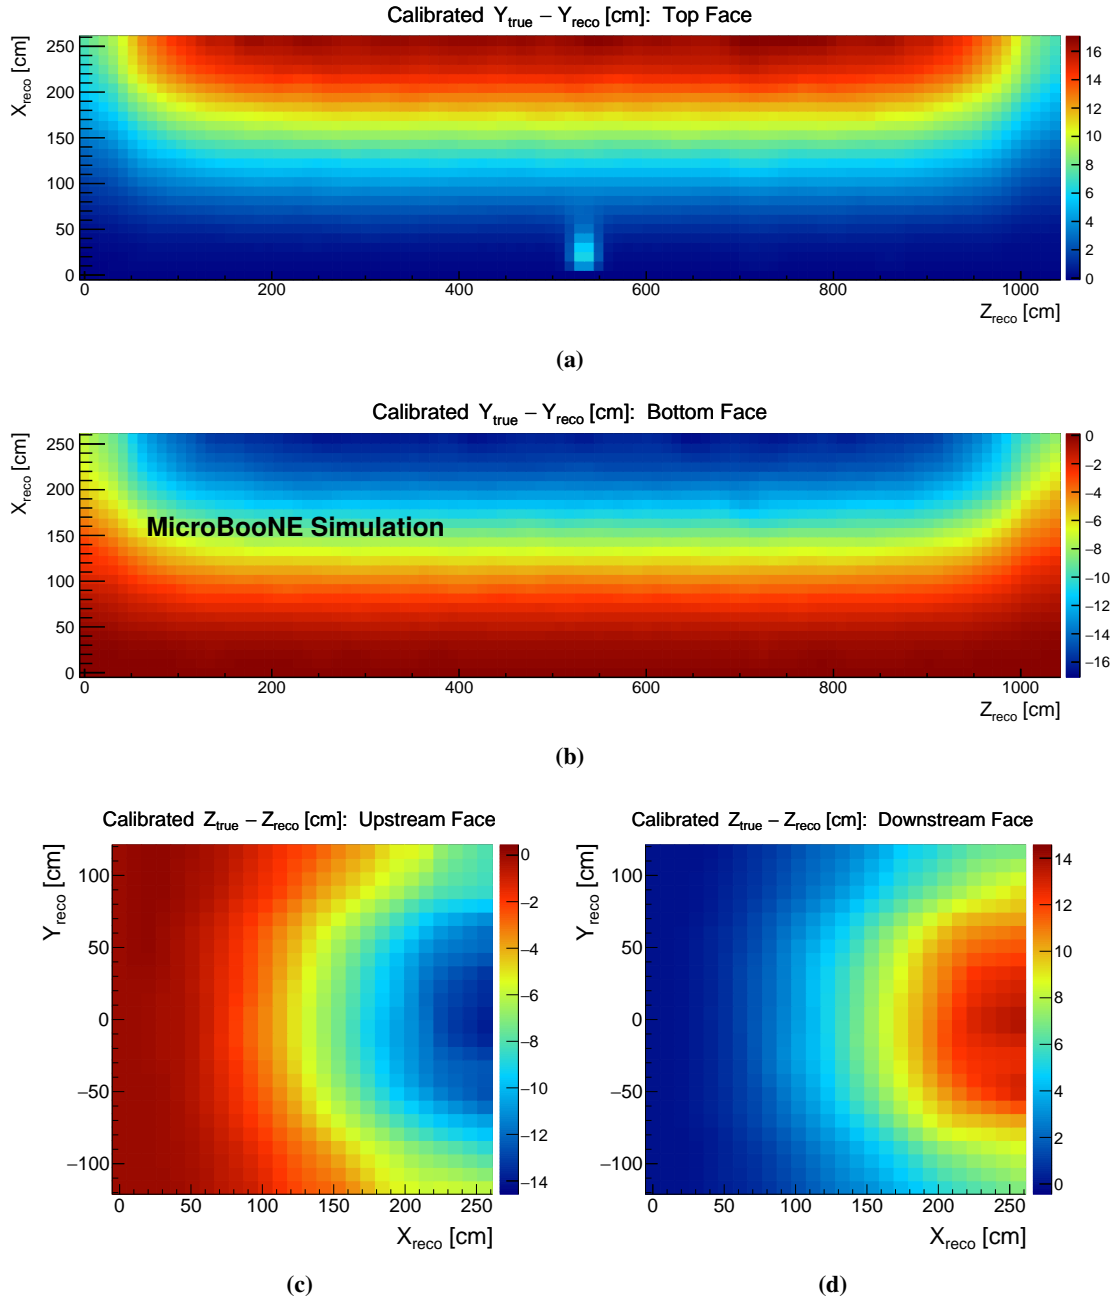 Calibrated Y_true − Y_reco [cm]: Top Face
X_reco [cm]
250
200
150
100
50
0
0 200 400 600 800 1000
Z_reco [cm]
16
14
12
10
8
6
4
2
0
(a)
Calibrated Y_true − Y_reco [cm]: Bottom Face
X_reco [cm]
250
200
150
100
50
0
MicroBooNE Simulation
0 200 400 600 800 1000
Z_reco [cm]
0
−2
−4
−6
−8
−10
−12
−14
−16
(b)
Calibrated Z_true − Z_reco [cm]: Upstream Face
Y_reco [cm]
100
50
0
−50
−100
0 50 100 150 200 250
X_reco [cm]
0
−2
−4
−6
−8
−10
−12
−14
(c)
Calibrated Z_true − Z_reco [cm]: Downstream Face
Y_reco [cm]
100
50
0
−50
−100
0 50 100 150 200 250
X_reco [cm]
14
12
10
8
6
4
2
0
(d)